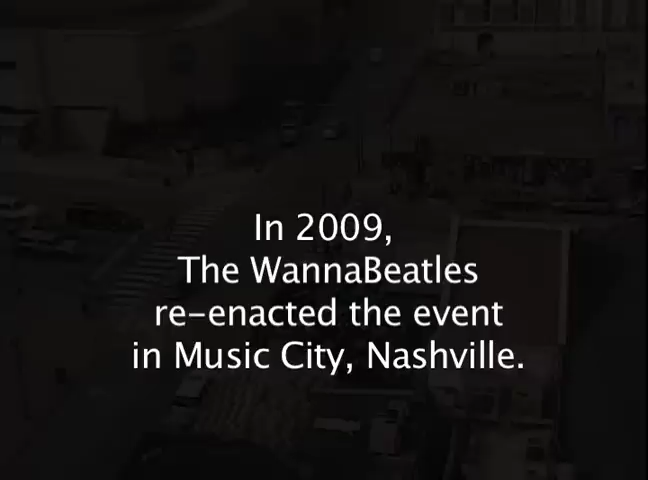 In 2009,
The WannaBeatles
re-enacted the event
in Music City, Nashville.